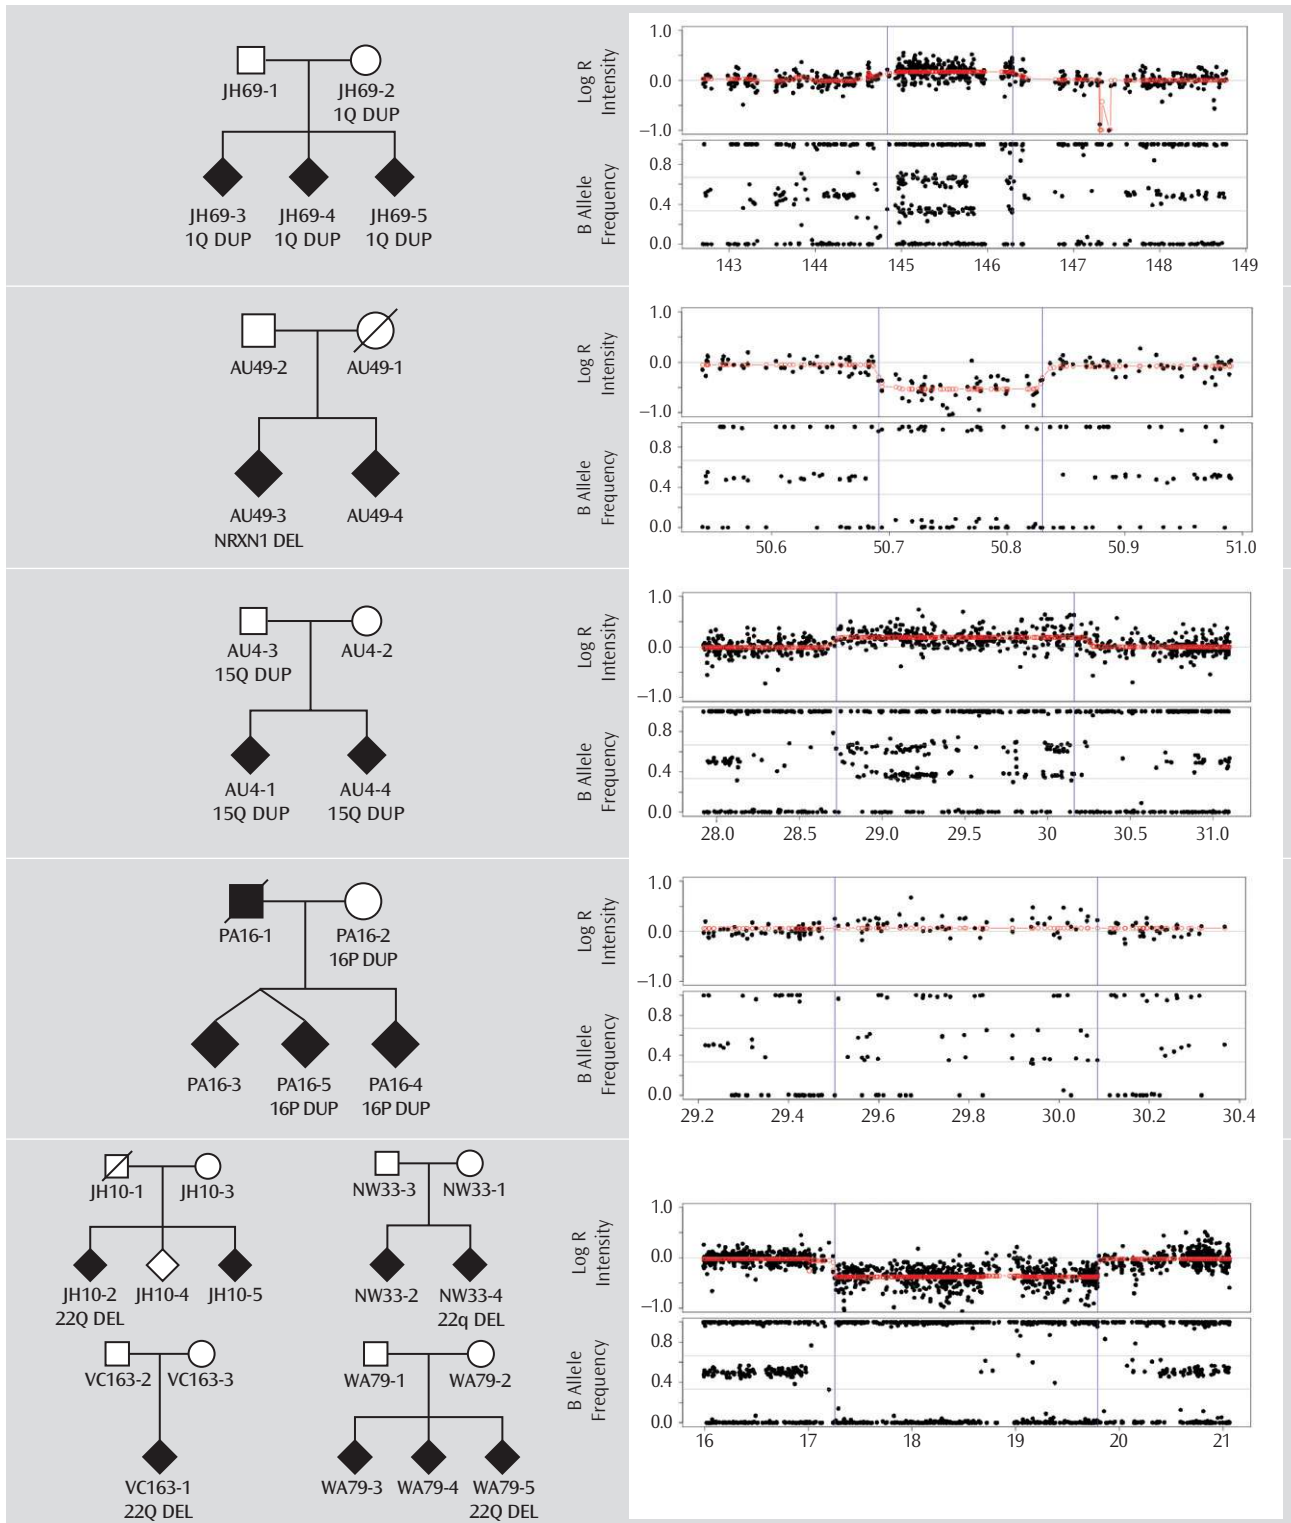 JH69-1
JH69-2
1Q DUP
JH69-3
1Q DUP
JH69-4
1Q DUP
JH69-5
1Q DUP
Log R
Intensity
1.0
0.0
−1.0
B Allele
Frequency
0.8
0.4
0.0
143 144 145 146 147 148 149
AU49-2
AU49-1
AU49-3
NRXN1 DEL
AU49-4
Log R
Intensity
1.0
0.0
−1.0
B Allele
Frequency
0.8
0.4
0.0
50.6 50.7 50.8 50.9 51.0
AU4-3
15Q DUP
AU4-2
AU4-1
15Q DUP
AU4-4
15Q DUP
Log R
Intensity
1.0
0.0
−1.0
B Allele
Frequency
0.8
0.4
0.0
28.0 28.5 29.0 29.5 30 30.5 31.0
PA16-1
PA16-2
16P DUP
PA16-3
PA16-5
16P DUP
PA16-4
16P DUP
Log R
Intensity
1.0
0.0
−1.0
B Allele
Frequency
0.8
0.4
0.0
29.2 29.4 29.6 29.8 30.0 30.2 30.4
JH10-1
JH10-3
JH10-2
22Q DEL
JH10-4
JH10-5
NW33-3
NW33-1
NW33-2
NW33-4
22q DEL
VC163-2
VC163-3
VC163-1
22Q DEL
WA79-1
WA79-2
WA79-3
WA79-4
WA79-5
22Q DEL
Log R
Intensity
1.0
0.0
−1.0
B Allele
Frequency
0.8
0.4
0.0
16 17 18 19 20 21